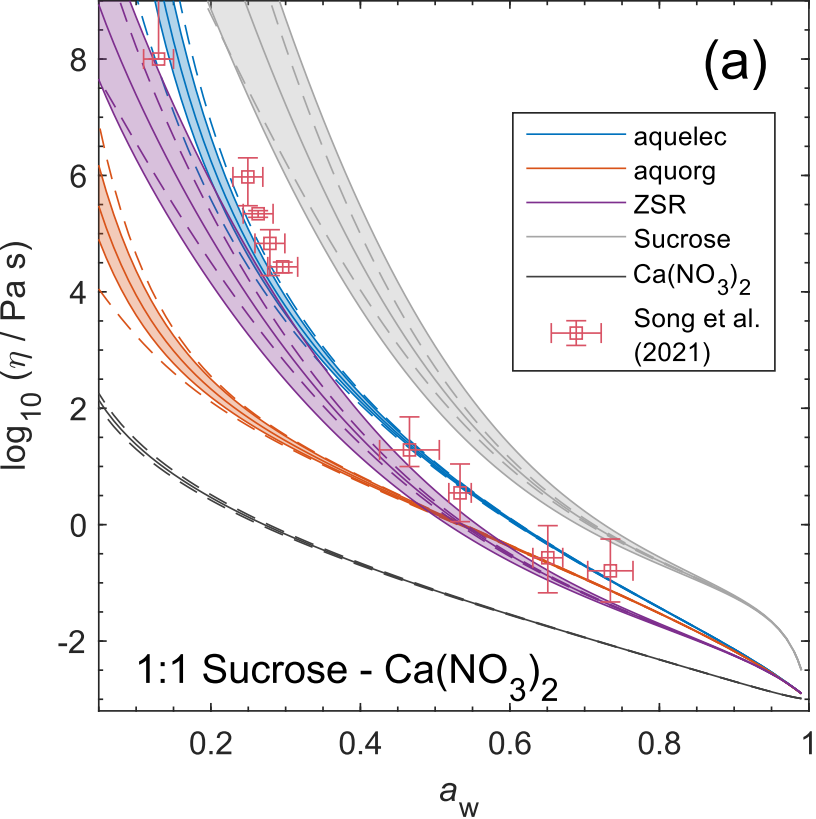 (a)
aquelec
aquorg
ZSR
Sucrose
Ca(NO3)2
Song et al.
(2021)
log10 (η / Pa s)
8
6
4
2
0
-2
1:1 Sucrose - Ca(NO3)2
0.2 0.4 0.6 0.8 1
aw